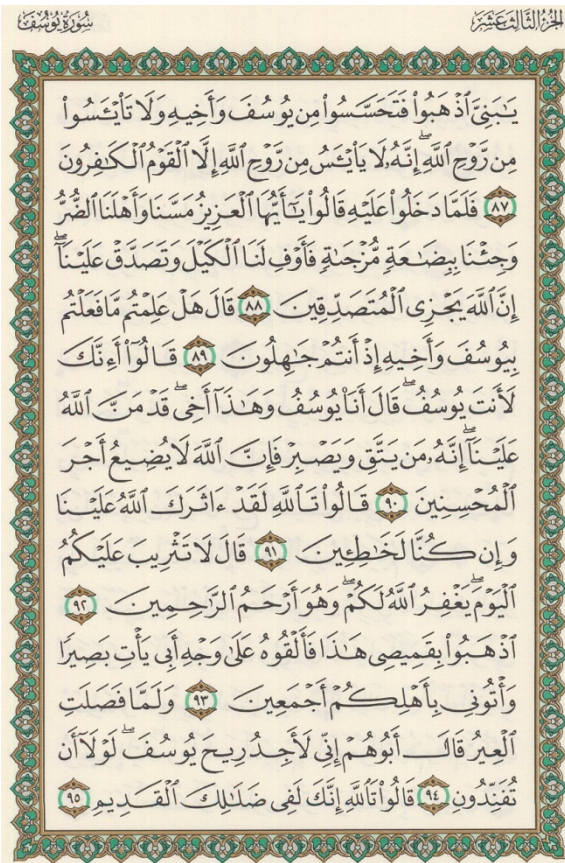 الجزء الثالث عشر
سورة يوسف
يَـٰبَنِىَّ ٱذْهَبُوا۟ فَتَحَسَّسُوا۟ مِن يُوسُفَ وَأَخِيهِ وَلَا تَا۟يْـَٔسُوا۟
مِن رَّوْحِ ٱللَّهِ ۖ إِنَّهُۥ لَا يَا۟يْـَٔسُ مِن رَّوْحِ ٱللَّهِ إِلَّا ٱلْقَوْمُ ٱلْكَـٰفِرُونَ
٨٧ فَلَمَّا دَخَلُوا۟ عَلَيْهِ قَالُوا۟ يَـٰٓأَيُّهَا ٱلْعَزِيزُ مَسَّنَا وَأَهْلَنَا ٱلضُّرُّ
وَجِئْنَا بِبِضَـٰعَةٍ مُّزْجَىٰةٍ فَأَوْفِ لَنَا ٱلْكَيْلَ وَتَصَدَّقْ عَلَيْنَآ ۖ
إِنَّ ٱللَّهَ يَجْزِى ٱلْمُتَصَدِّقِينَ ٨٨ قَالَ هَلْ عَلِمْتُم مَّا فَعَلْتُم
بِيُوسُفَ وَأَخِيهِ إِذْ أَنتُمْ جَـٰهِلُونَ ٨٩ قَالُوٓا۟ أَءِنَّكَ
لَأَنتَ يُوسُفُ ۖ قَالَ أَنَا۠ يُوسُفُ وَهَـٰذَآ أَخِى ۖ قَدْ مَنَّ ٱللَّهُ
عَلَيْنَآ ۖ إِنَّهُۥ مَن يَتَّقِ وَيَصْبِرْ فَإِنَّ ٱللَّهَ لَا يُضِيعُ أَجْرَ
ٱلْمُحْسِنِينَ ٩٠ قَالُوا۟ تَٱللَّهِ لَقَدْ ءَاثَرَكَ ٱللَّهُ عَلَيْنَا
وَإِن كُنَّا لَخَـٰطِـِٔينَ ٩١ قَالَ لَا تَثْرِيبَ عَلَيْكُمُ
ٱلْيَوْمَ ۖ يَغْفِرُ ٱللَّهُ لَكُمْ ۖ وَهُوَ أَرْحَمُ ٱلرَّٰحِمِينَ ٩٢
ٱذْهَبُوا۟ بِقَمِيصِى هَـٰذَا فَأَلْقُوهُ عَلَىٰ وَجْهِ أَبِى يَأْتِ بَصِيرًا
وَأْتُونِى بِأَهْلِكُمْ أَجْمَعِينَ ٩٣ وَلَمَّا فَصَلَتِ
ٱلْعِيرُ قَالَ أَبُوهُمْ إِنِّى لَأَجِدُ رِيحَ يُوسُفَ ۖ لَوْلَآ أَن
تُفَنِّدُونِ ٩٤ قَالُوا۟ تَٱللَّهِ إِنَّكَ لَفِى ضَلَـٰلِكَ ٱلْقَدِيمِ ٩٥